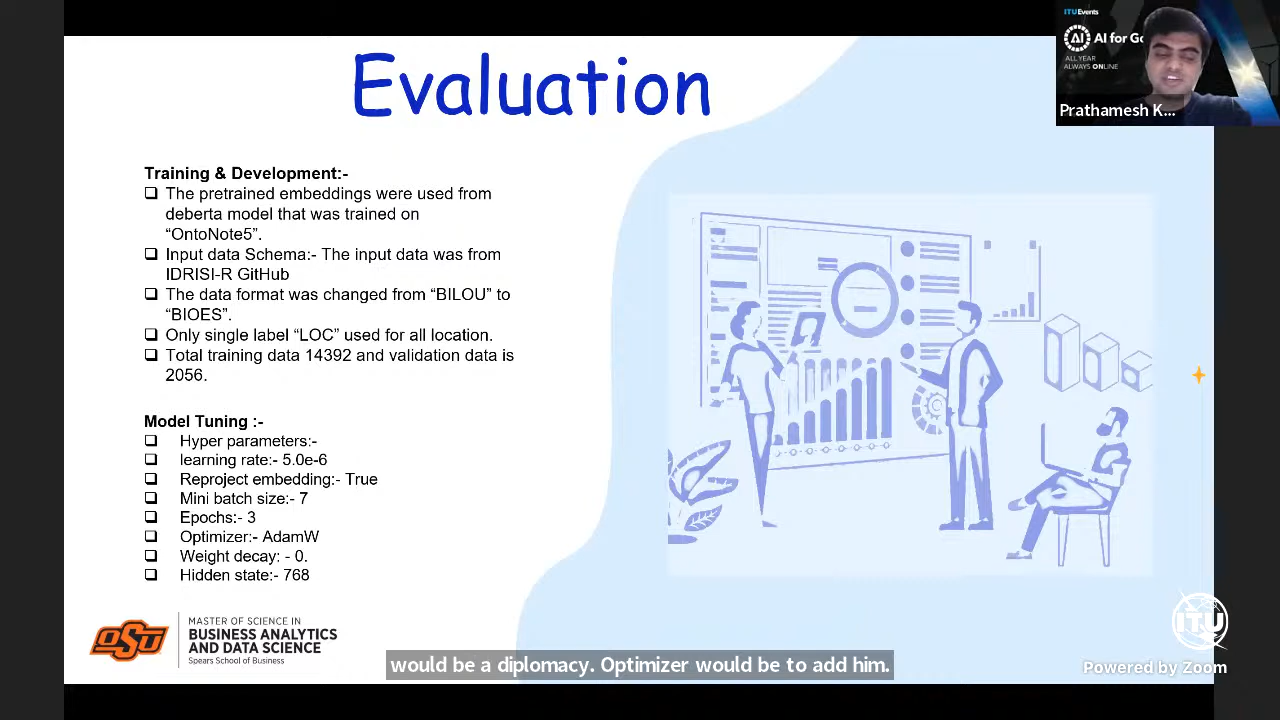 Evaluation
Training & Development:-
The pretrained embeddings were used from
deberta model that was trained on
“OntoNote5”.
Input data Schema:- The input data was from
IDRISI-R GitHub
The data format was changed from “BILOU” to
“BIOES”.
Only single label “LOC” used for all location.
Total training data 14392 and validation data is
2056.
Model Tuning :-
Hyper parameters:-
learning rate:- 5.0e-6
Reproject embedding:- True
Mini batch size:- 7
Epochs:- 3
Optimizer:- AdamW
Weight decay: - 0.
Hidden state:- 768
OSU
MASTER OF SCIENCE IN
BUSINESS ANALYTICS
AND DATA SCIENCE
Spears School of Business
would be a diplomacy. Optimizer would be to add him.
ITUEvents
AI
AI for Go
ALL YEAR
ALWAYS ONLINE
Prathamesh K...
ITU
Powered by Zoom